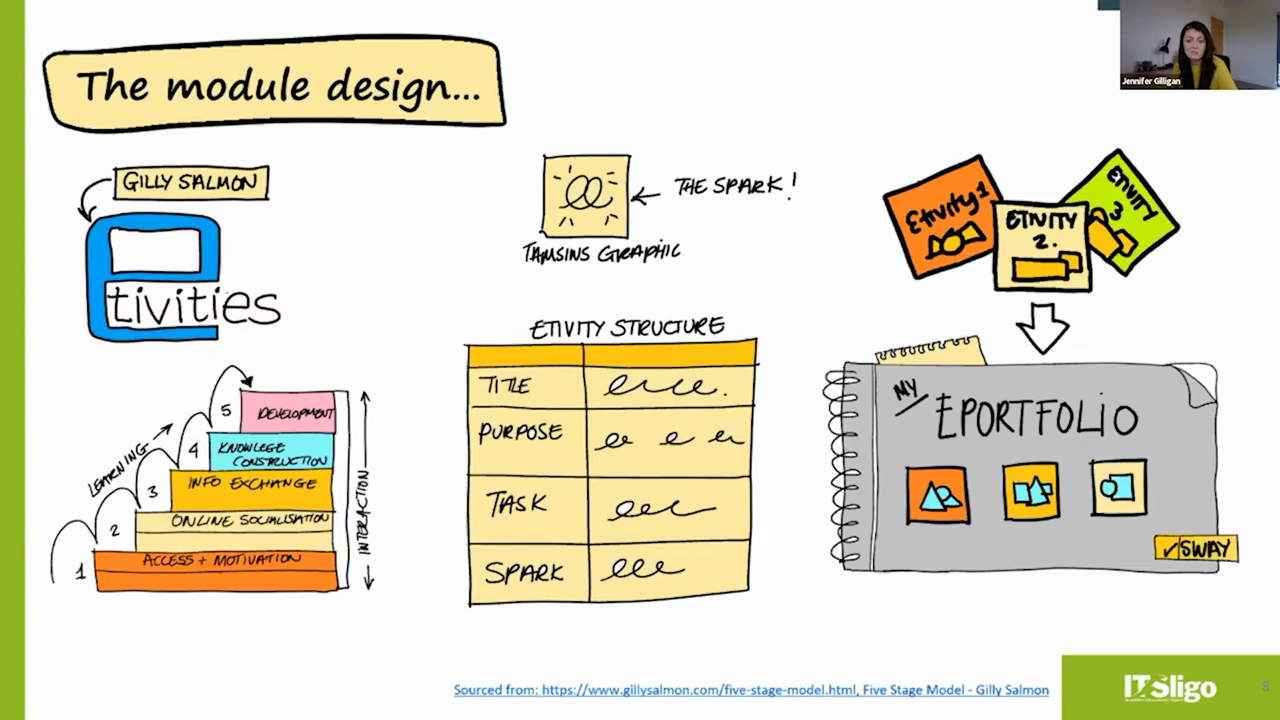 Jennifer Gilligan
The module design...
GILLY SALMON
etivities
LEARNING
1
2
3
4
5
DEVELOPMENT
KNOWLEGE
CONSTRUCTION
INFO EXCHANGE
ONLINE SOCIALISATION
ACCESS + MOTIVATION
INTERACTION
THE SPARK!
TAMSINS GRAPHIC
ETIVITY STRUCTURE
TITLE
PURPOSE
TASK
SPARK
Etivity 1
ETIVITY
2.
ETIVITY
3
MY
EPORTFOLIO
✓SWAY
Sourced from: https://www.gillysalmon.com/five-stage-model.html, Five Stage Model - Gilly Salmon
IT Sligo
8